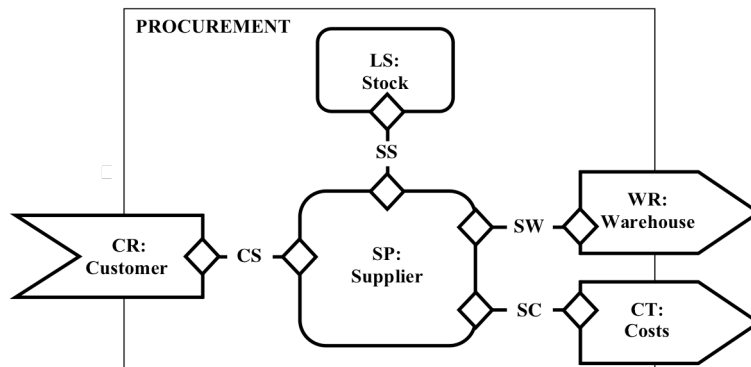 PROCUREMENT
LS:
Stock
SS
CR:
Customer
CS
SP:
Supplier
SW
WR:
Warehouse
SC
CT:
Costs